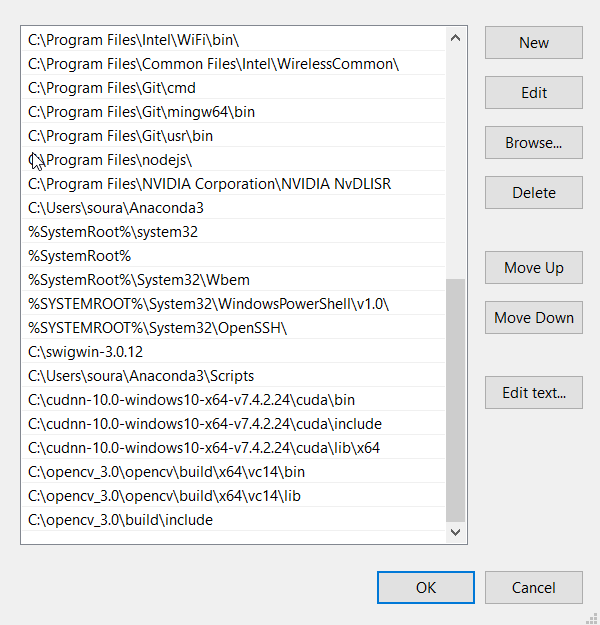 C:\Program Files\Intel\WiFi\bin\
C:\Program Files\Common Files\Intel\WirelessCommon\
C:\Program Files\Git\cmd
C:\Program Files\Git\mingw64\bin
C:\Program Files\Git\usr\bin
C:\Program Files\nodejs\
C:\Program Files\NVIDIA Corporation\NVIDIA NvDLISR
C:\Users\soura\Anaconda3
%SystemRoot%\system32
%SystemRoot%
%SystemRoot%\System32\Wbem
%SYSTEMROOT%\System32\WindowsPowerShell\v1.0\
%SYSTEMROOT%\System32\OpenSSH\
C:\swigwin-3.0.12
C:\Users\soura\Anaconda3\Scripts
C:\cudnn-10.0-windows10-x64-v7.4.2.24\cuda\bin
C:\cudnn-10.0-windows10-x64-v7.4.2.24\cuda\include
C:\cudnn-10.0-windows10-x64-v7.4.2.24\cuda\lib\x64
C:\opencv_3.0\opencv\build\x64\vc14\bin
C:\opencv_3.0\opencv\build\x64\vc14\lib
C:\opencv_3.0\build\include
New
Edit
Browse...
Delete
Move Up
Move Down
Edit text...
OK
Cancel